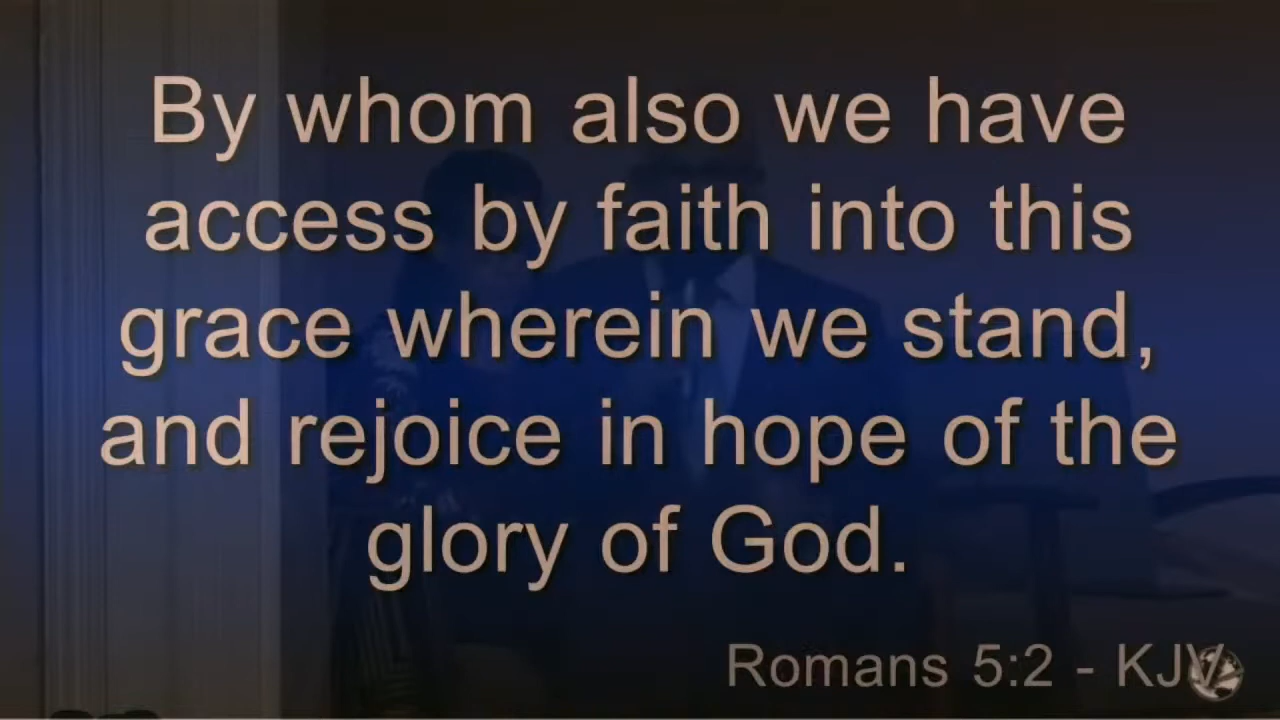 By whom also we have
access by faith into this
grace wherein we stand,
and rejoice in hope of the
glory of God.
Romans 5:2 - KJV